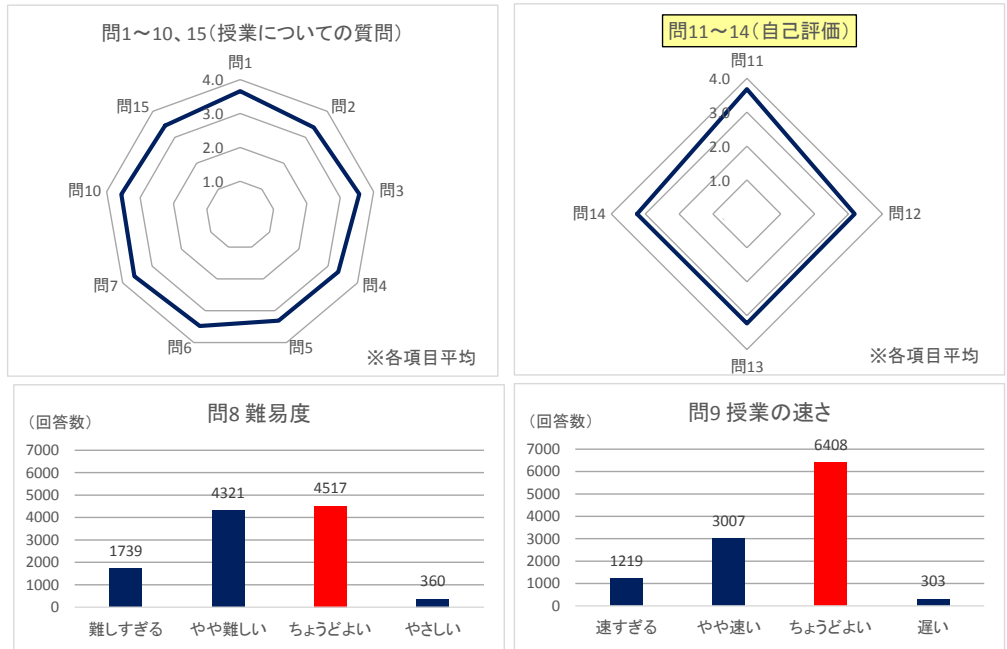 問1～10、15（授業についての質問）
問1
問2
問3
問4
問5
問6
問7
問10
問15
4.0
3.0
2.0
1.0
※各項目平均
問11～14（自己評価）
問11
問12
問13
問14
4.0
3.0
2.0
1.0
※各項目平均
問8 難易度
（回答数）
7000
6000
5000
4000
3000
2000
1000
0
1739
4321
4517
360
難しすぎる
やや難しい
ちょうどよい
やさしい
問9 授業の速さ
（回答数）
7000
6000
5000
4000
3000
2000
1000
0
1219
3007
6408
303
速すぎる
やや速い
ちょうどよい
遅い